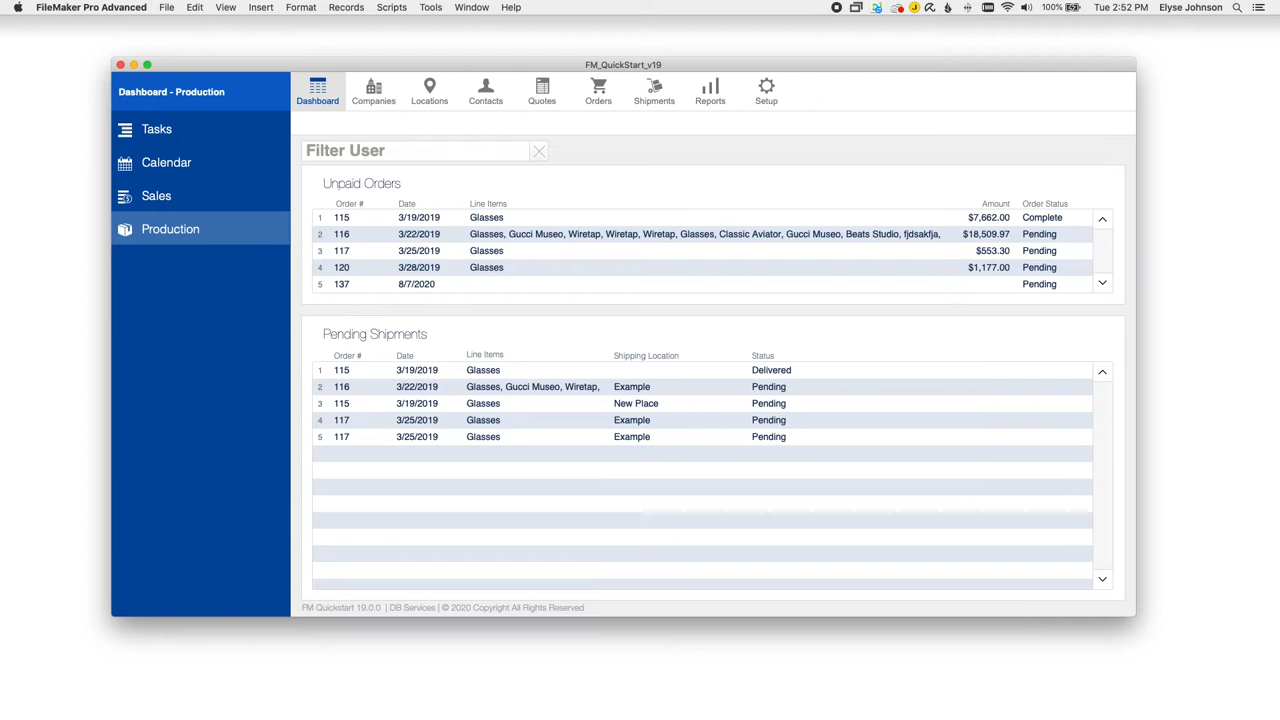 FileMaker Pro Advanced File Edit View Insert Format Records Scripts Tools Window Help 100% Tue 2:52 PM Elyse Johnson
FM_QuickStart_v19
Dashboard - Production
Dashboard Companies Locations Contacts Quotes Orders Shipments Reports Setup
Tasks
Calendar
Sales
Production
Filter User
Unpaid Orders
Order # Date Line Items Amount Order Status
1 115 3/19/2019 Glasses $7,662.00 Complete
2 116 3/22/2019 Glasses, Gucci Museo, Wiretap, Wiretap, Wiretap, Glasses, Classic Aviator, Gucci Museo, Beats Studio, fjdsakfja, $18,509.97 Pending
3 117 3/25/2019 Glasses $553.30 Pending
4 120 3/28/2019 Glasses $1,177.00 Pending
5 137 8/7/2020 Pending
Pending Shipments
Order # Date Line Items Shipping Location Status
1 115 3/19/2019 Glasses Delivered
2 116 3/22/2019 Glasses, Gucci Museo, Wiretap, Example Pending
3 115 3/19/2019 Glasses New Place Pending
4 117 3/25/2019 Glasses Example Pending
5 117 3/25/2019 Glasses Example Pending
FM Quickstart 19.0.0 | DB Services | © 2020 Copyright All Rights Reserved